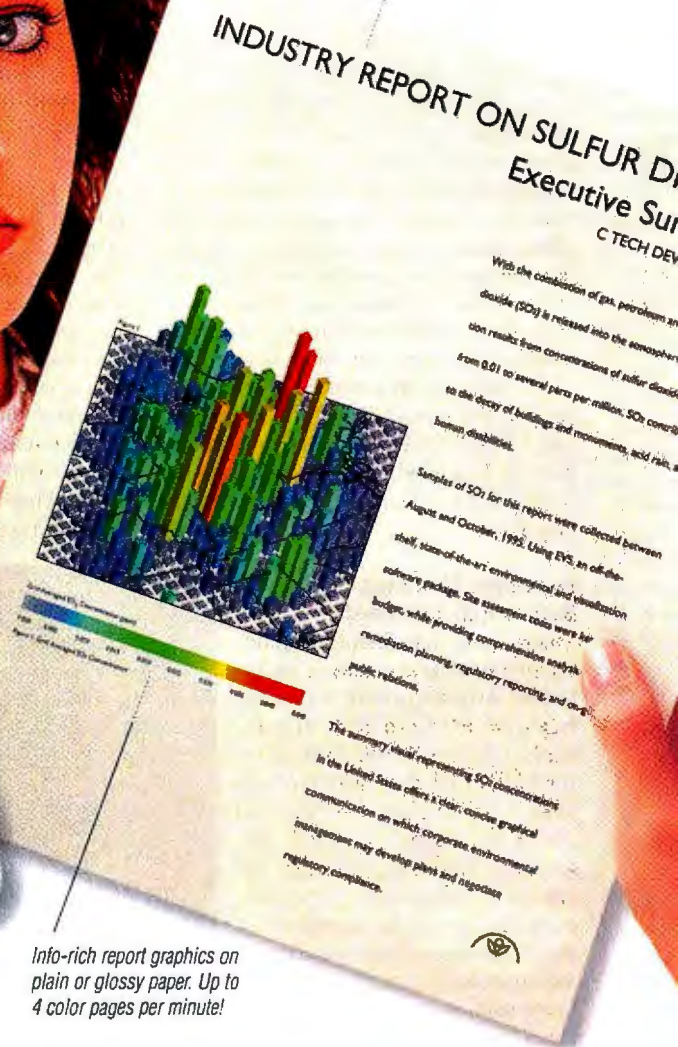 INDUSTRY REPORT ON SULFUR DI
Executive Sum
C TECH DEV
With the combustion of gas, petroleum an
dioxide (SO₂) is released into the atmospher
tion results from concentrations of sulfur dioxid
from 0.01 to several parts per million. SO₂ contrib
to the decay of buildings and monuments, acid rain, a
human disabilities.
Samples of SO₂ for this report were collected between
August and October, 1995. Using EVS, an off-the-
shelf, state-of-the-art environmental and visualization
software package. Site assessment costs were
budget, while providing comprehensive analysis
remediation planning, regulatory reporting, and
public relations.
The summary visual representing SO₂ concentrations
in the United States offers a clear, concise graphical
communication on which corporate environmental
management may develop plans and negotiate
regulatory compliance.
Info-rich report graphics on
plain or glossy paper. Up to
4 color pages per minute!